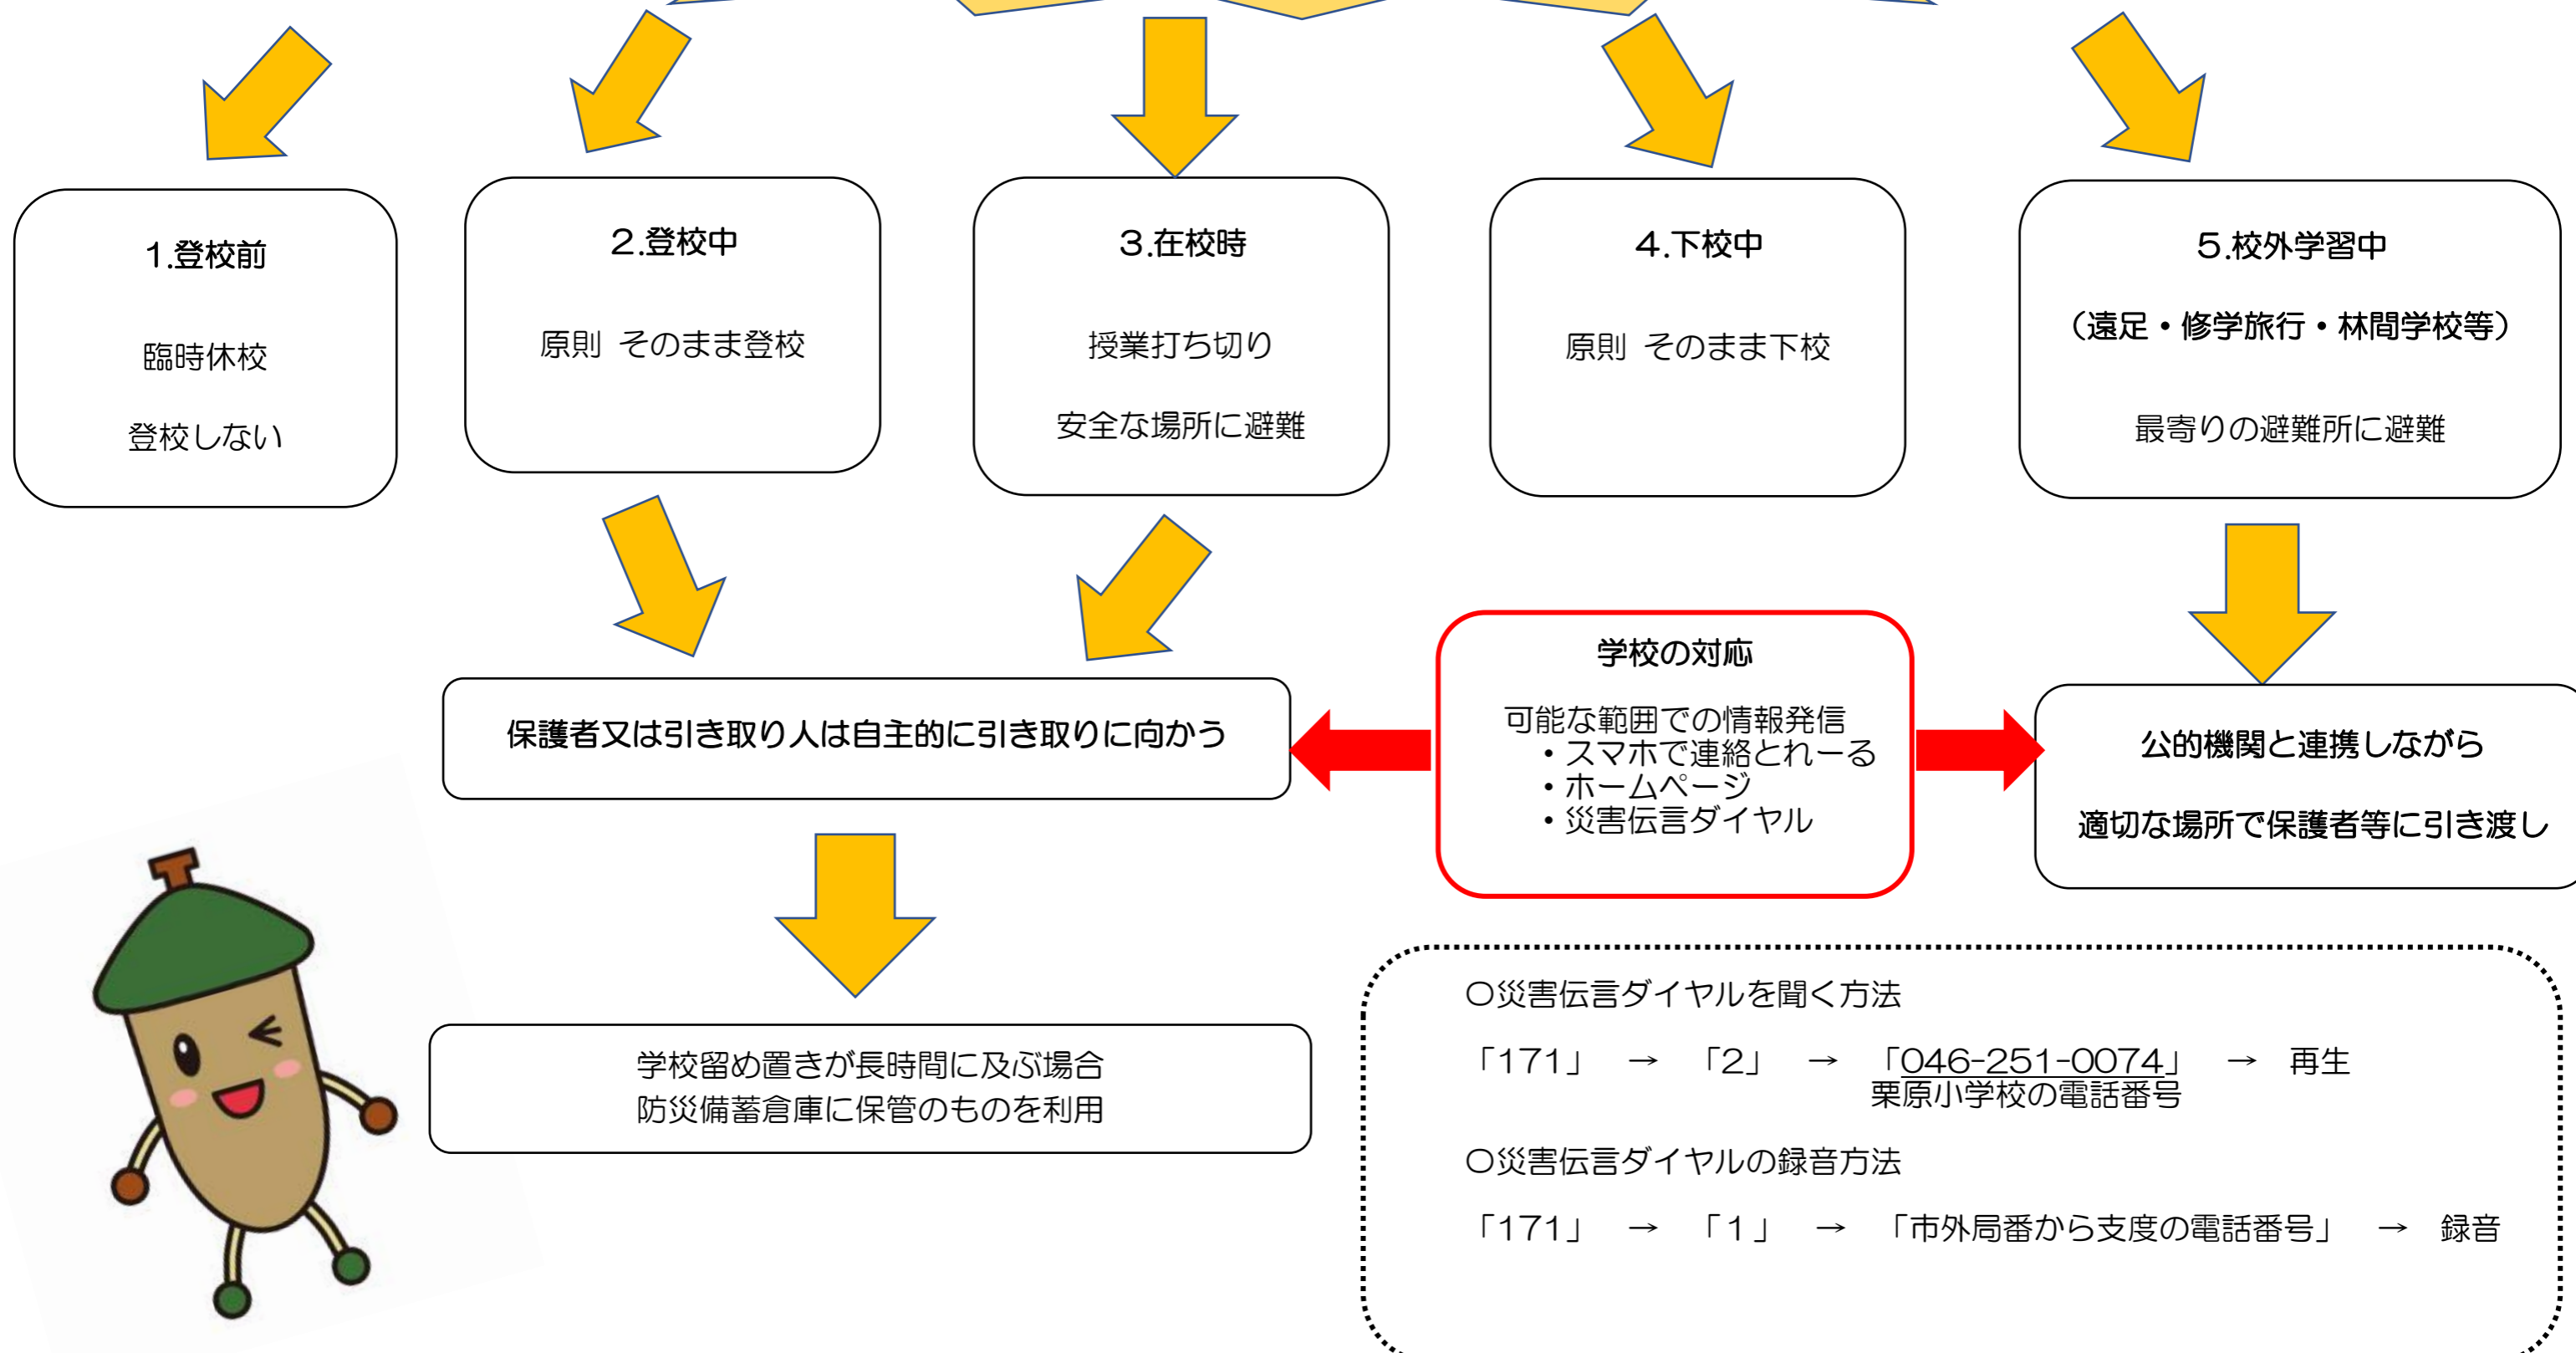 1.登校前
臨時休校
登校しない
２.登校中
原則 そのまま登校
３.在校時
授業打ち切り
安全な場所に避難
４.下校中
原則 そのまま下校
５.校外学習中
（遠足・修学旅行・林間学校等）
最寄りの避難所に避難
保護者又は引き取り人は自主的に引き取りに向かう
学校の対応
可能な範囲での情報発信
・スマホで連絡とれーる
・ホームページ
・災害伝言ダイヤル
公的機関と連携しながら
適切な場所で保護者等に引き渡し
学校留め置きが長時間に及ぶ場合
防災備蓄倉庫に保管のものを利用
〇災害伝言ダイヤルを聞く方法
「171」 → 「2」 → 「046-251-0074」 → 再生
栗原小学校の電話番号
〇災害伝言ダイヤルの録音方法
「171」 → 「1」 → 「市外局番から支度の電話番号」 → 録音